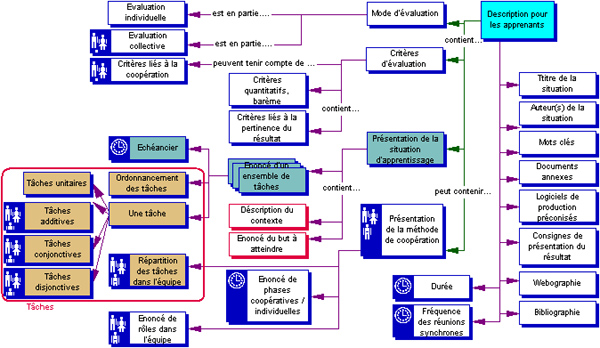 Evaluation
individuelle
est en partie....
Mode d'évaluation
Description pour
les apprenants
contient...
Evaluation
collective
est en partie....
Critères liés à
la coopération
peuvent tenir compte de ...
Critères
d'évaluation
Critères
quantitatifs,
barème
contient...
Critères liés à la
pertinence du
résultat
Titre de la
situation
Auteur(s) de la
situation
Mots clés
Documents
annexes
Logiciels de
production
préconisés
Consignes de
présentation du
résultat
Webographie
Bibliographie
Echéancier
Enoncé d'un
ensemble de
tâches
Présentation de la
situation
d'apprentissage
contient...
peut contenir...
Tâches unitaires
Ordonnancement
des tâches
Tâches
additives
Une tâche
Tâches
conjonctives
Tâches
disjonctives
Répartition
des tâches
dans l'équipe
Tâches
Déscription du
contexte
Enoncé du but à
atteindre
Présentation
de la méthode
de coopération
Enoncé de
phases
coopératives /
individuelles
Enoncé de
rôles dans
l'équipe
Durée
Fréquence
des réunions
synchrones